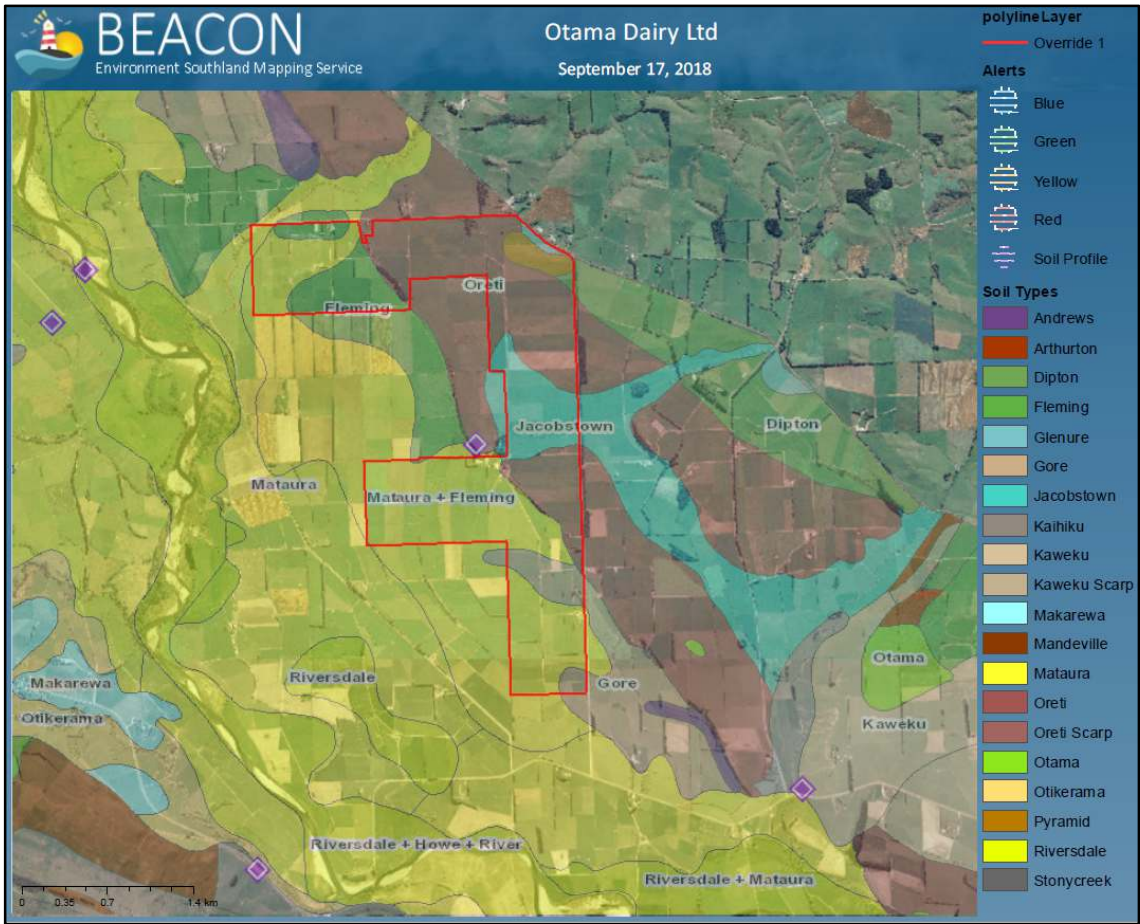 BEACON
Environment Southland Mapping Service
Otama Dairy Ltd
September 17, 2018
polylineLayer
Override 1
Alerts
Blue
Green
Yellow
Red
Soil Profile
Soil Types
Andrews
Arthurton
Dipton
Fleming
Glenure
Gore
Jacobstown
Kaihiku
Kaweku
Kaweku Scarp
Makarewa
Mandeville
Mataura
Oreti
Oreti Scarp
Otama
Otikerama
Pyramid
Riversdale
Stonycreek
Oreti
Fleming
Jacobstown
Dipton
Mataura
Mataura + Fleming
Otama
Riversdale
Gore
Makarewa
Otikerama
Kaweku
Riversdale + Howe + River
Riversdale + Mataura
0 0.35 0.7 1.4 km